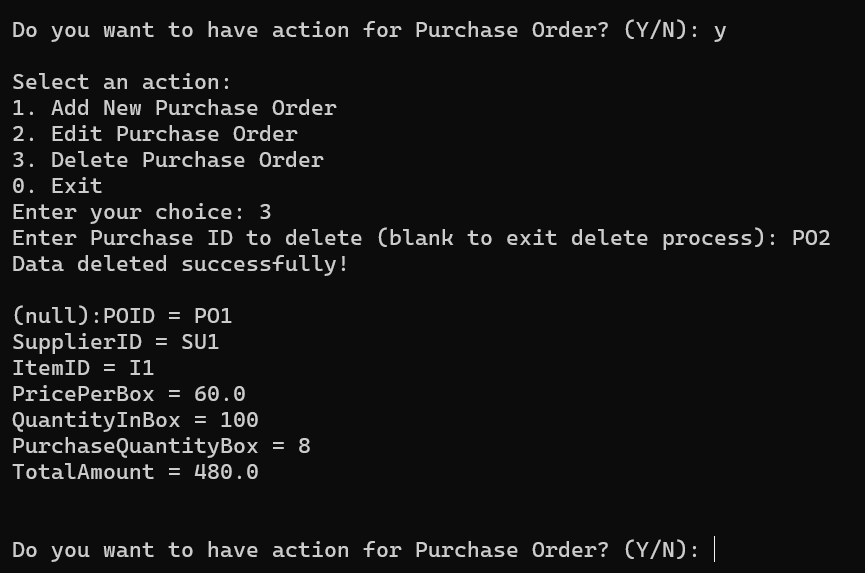 Do you want to have action for Purchase Order? (Y/N): y
Select an action:
1. Add New Purchase Order
2. Edit Purchase Order
3. Delete Purchase Order
0. Exit
Enter your choice: 3
Enter Purchase ID to delete (blank to exit delete process): PO2
Data deleted successfully!
(null):POID = PO1
SupplierID = SU1
ItemID = I1
PricePerBox = 60.0
QuantityInBox = 100
PurchaseQuantityBox = 8
TotalAmount = 480.0
Do you want to have action for Purchase Order? (Y/N):